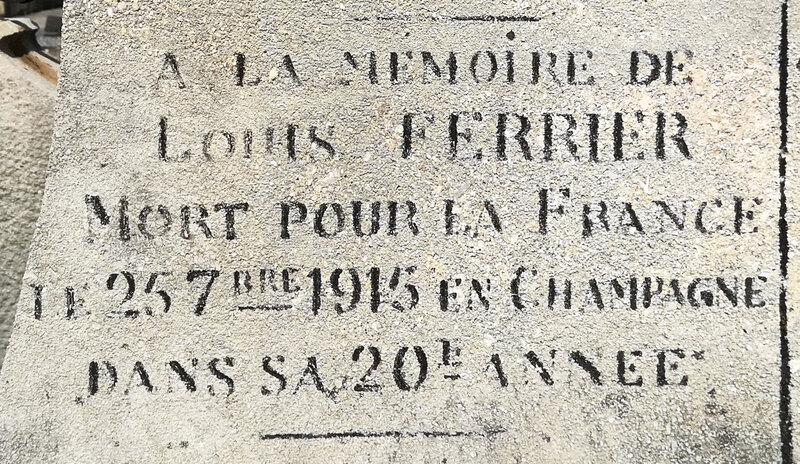 A LA MEMOIRE DE
LOUIS FERRIER
MORT POUR LA FRANCE
LE 25 7BRE 1915 EN CHAMPAGNE
DANS SA 20E ANNEE